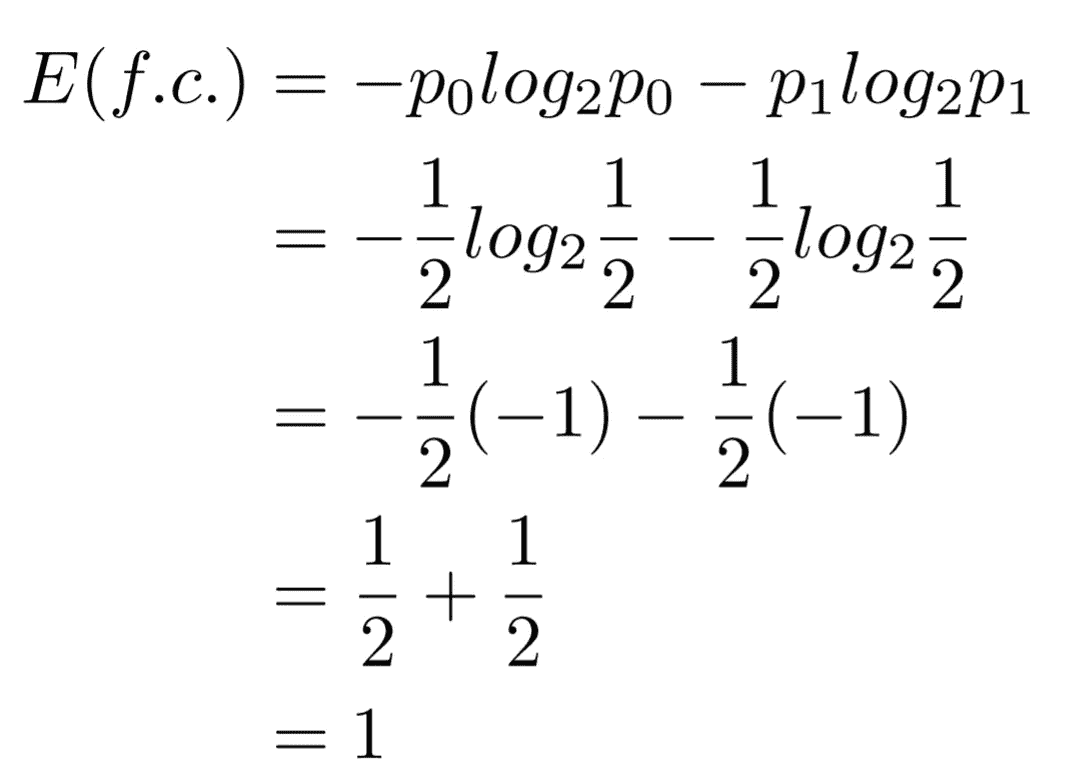 E(f.c.) = −p₀log₂p₀ − p₁log₂p₁
= −1/2 log₂ 1/2 − 1/2 log₂ 1/2
= −1/2 (−1) − 1/2 (−1)
= 1/2 + 1/2
= 1